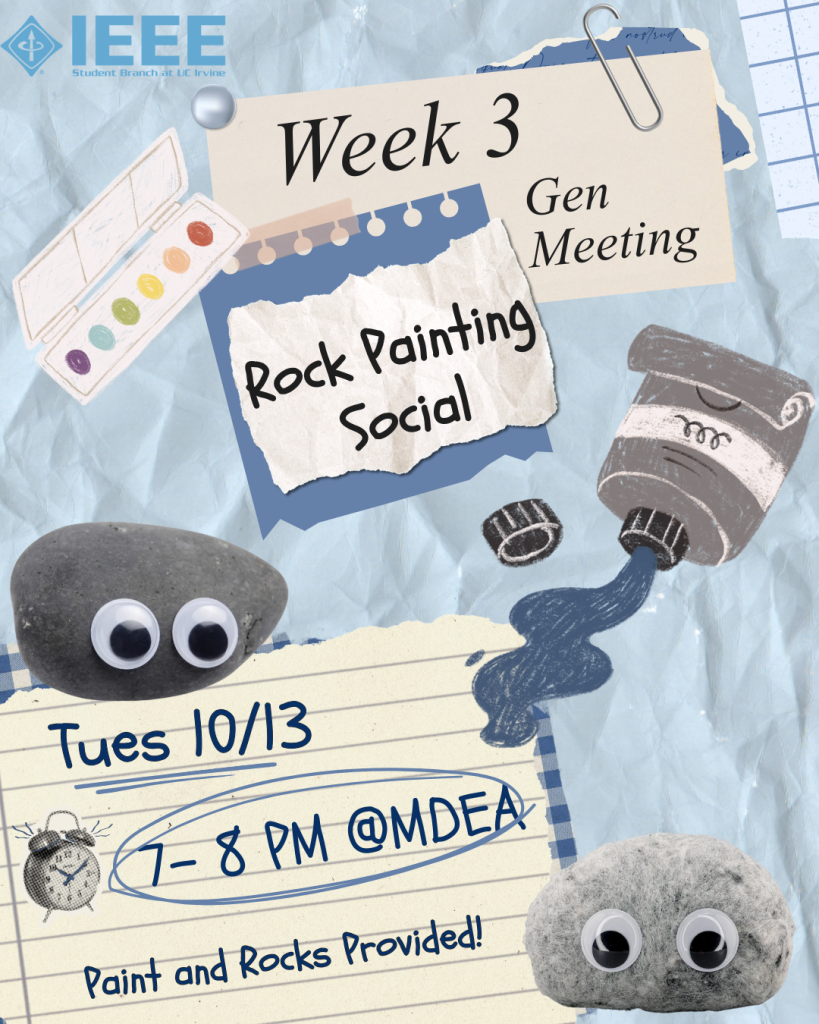 IEEE
Student Branch at UC Irvine
Week 3
Gen
Meeting
Rock Painting
Social
Tues 10/13
7-8 PM @MDEA
Paint and Rocks Provided!